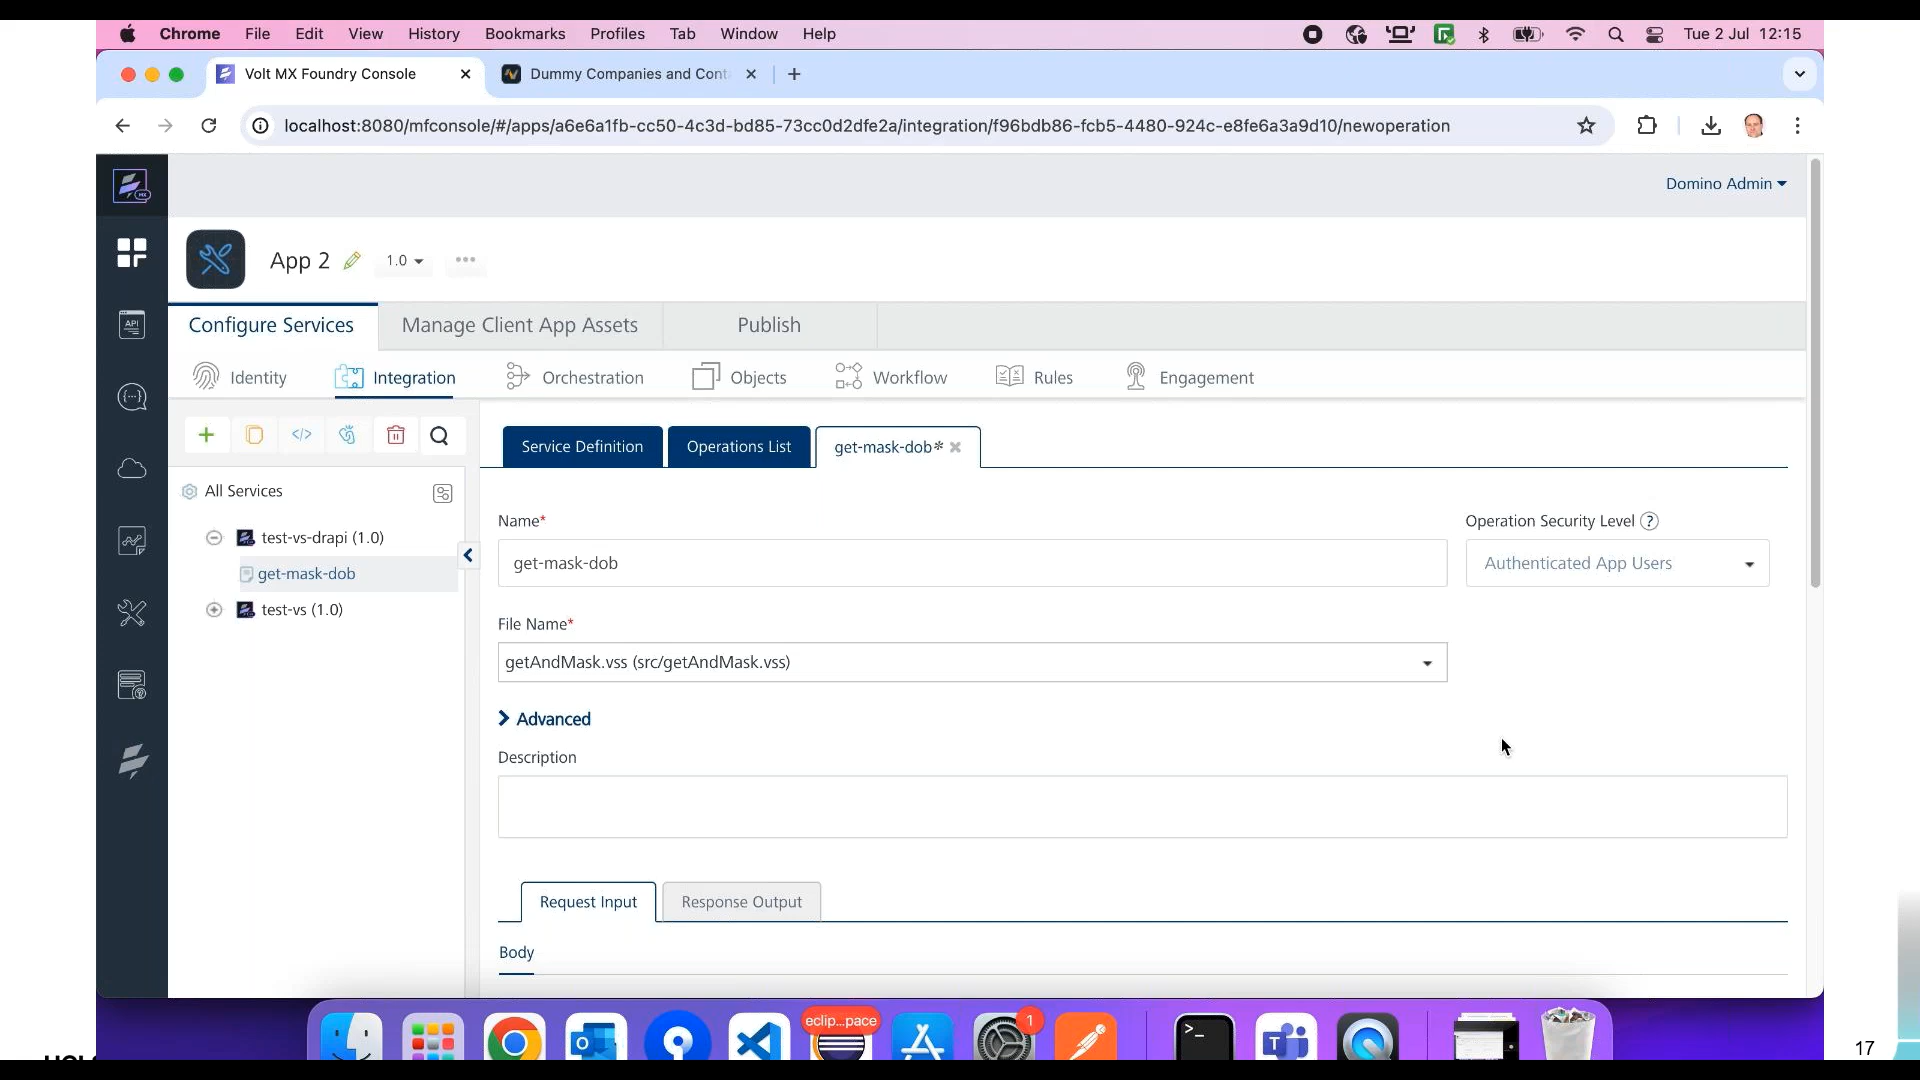 Chrome File Edit View History Bookmarks Profiles Tab Window Help Tue 2 Jul 12:15
Volt MX Foundry Console Dummy Companies and Cont
localhost:8080/mfconsole/#/apps/a6e6a1fb-cc50-4c3d-bd85-73cc0d2dfe2a/integration/f96bdb86-fcb5-4480-924c-e8fe6a3a9d10/newoperation
Domino Admin
App 2 1.0
Configure Services Manage Client App Assets Publish
Identity Integration Orchestration Objects Workflow Rules Engagement
Service Definition Operations List get-mask-dob*
All Services
test-vs-drapi (1.0)
get-mask-dob
test-vs (1.0)
Name* Operation Security Level ?
get-mask-dob Authenticated App Users
File Name*
getAndMask.vss (src/getAndMask.vss)
Advanced
Description
Request Input Response Output
Body
eclip...pace 1
17